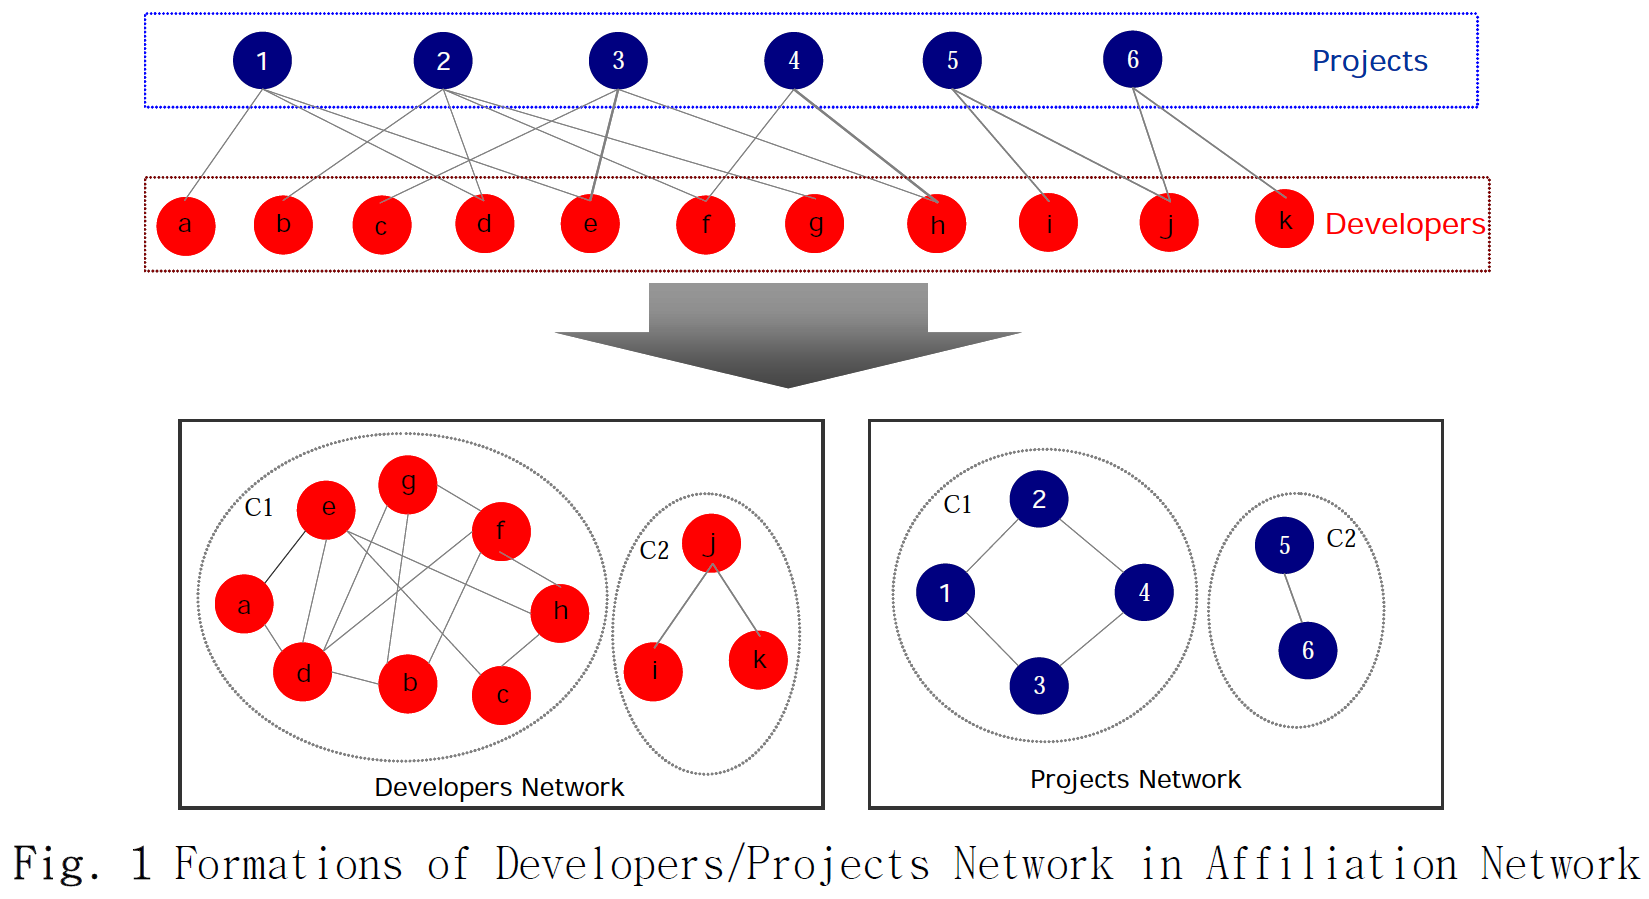 1 2 3 4 5 6 Projects
a b c d e f g h i j k Developers
C1
e
g
f
a
h
d
b
c
C2
j
i
k
Developers Network
C1
2
1
4
3
C2
5
6
Projects Network
Fig. 1 Formations of Developers/Projects Network in Affiliation Network